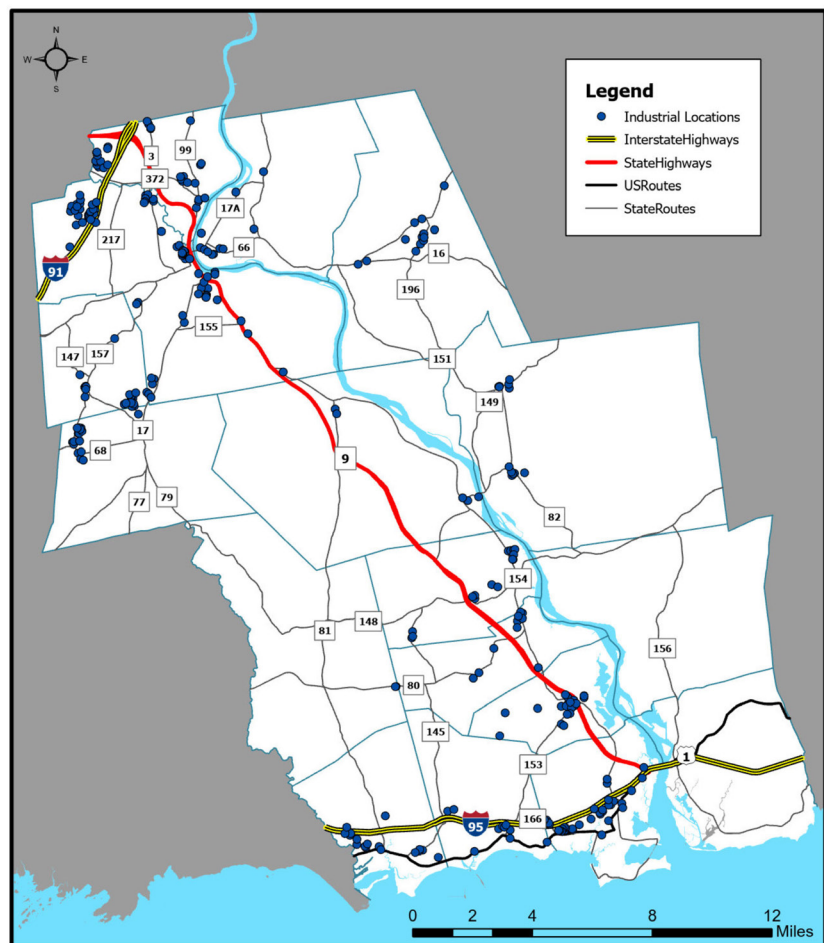 N
W E
S
Legend
Industrial Locations
InterstateHighways
StateHighways
USRoutes
StateRoutes
3
99
372
17A
217
66
91
16
196
155
147
157
151
149
17
68
9
77
79
82
154
148
81
156
80
145
1
153
166
95
0 2 4 8 12
Miles